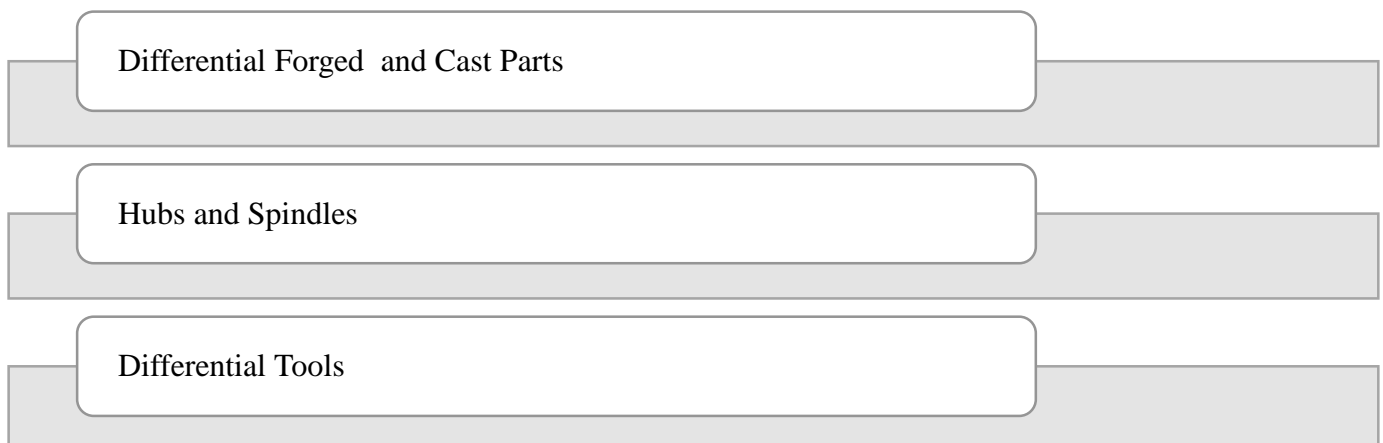 Differential Forged  and Cast Parts
Hubs and Spindles
Differential Tools